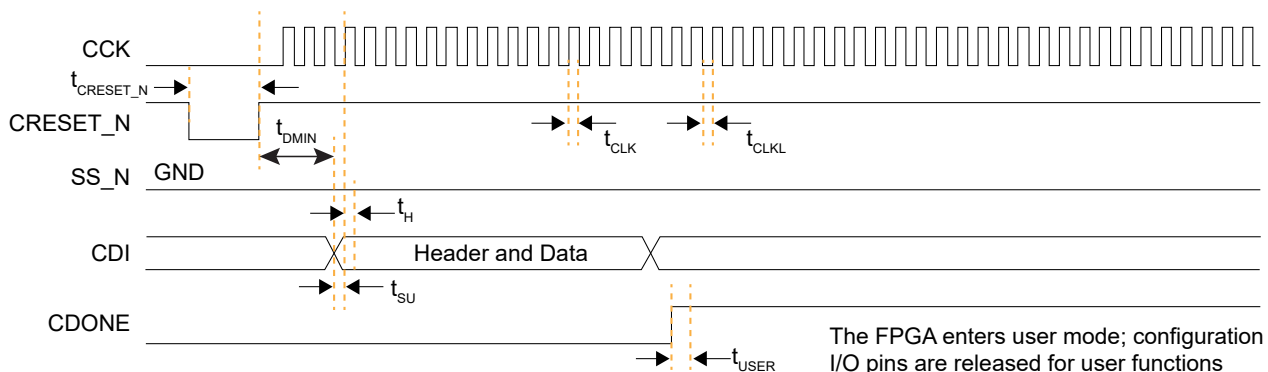 CCK
tCRESET_N
CRESET_N
tDMIN
tCLK
tCLKL
SS_N
GND
tH
CDI
Header and Data
tSU
CDONE
tUSER
The FPGA enters user mode; configuration
I/O pins are released for user functions